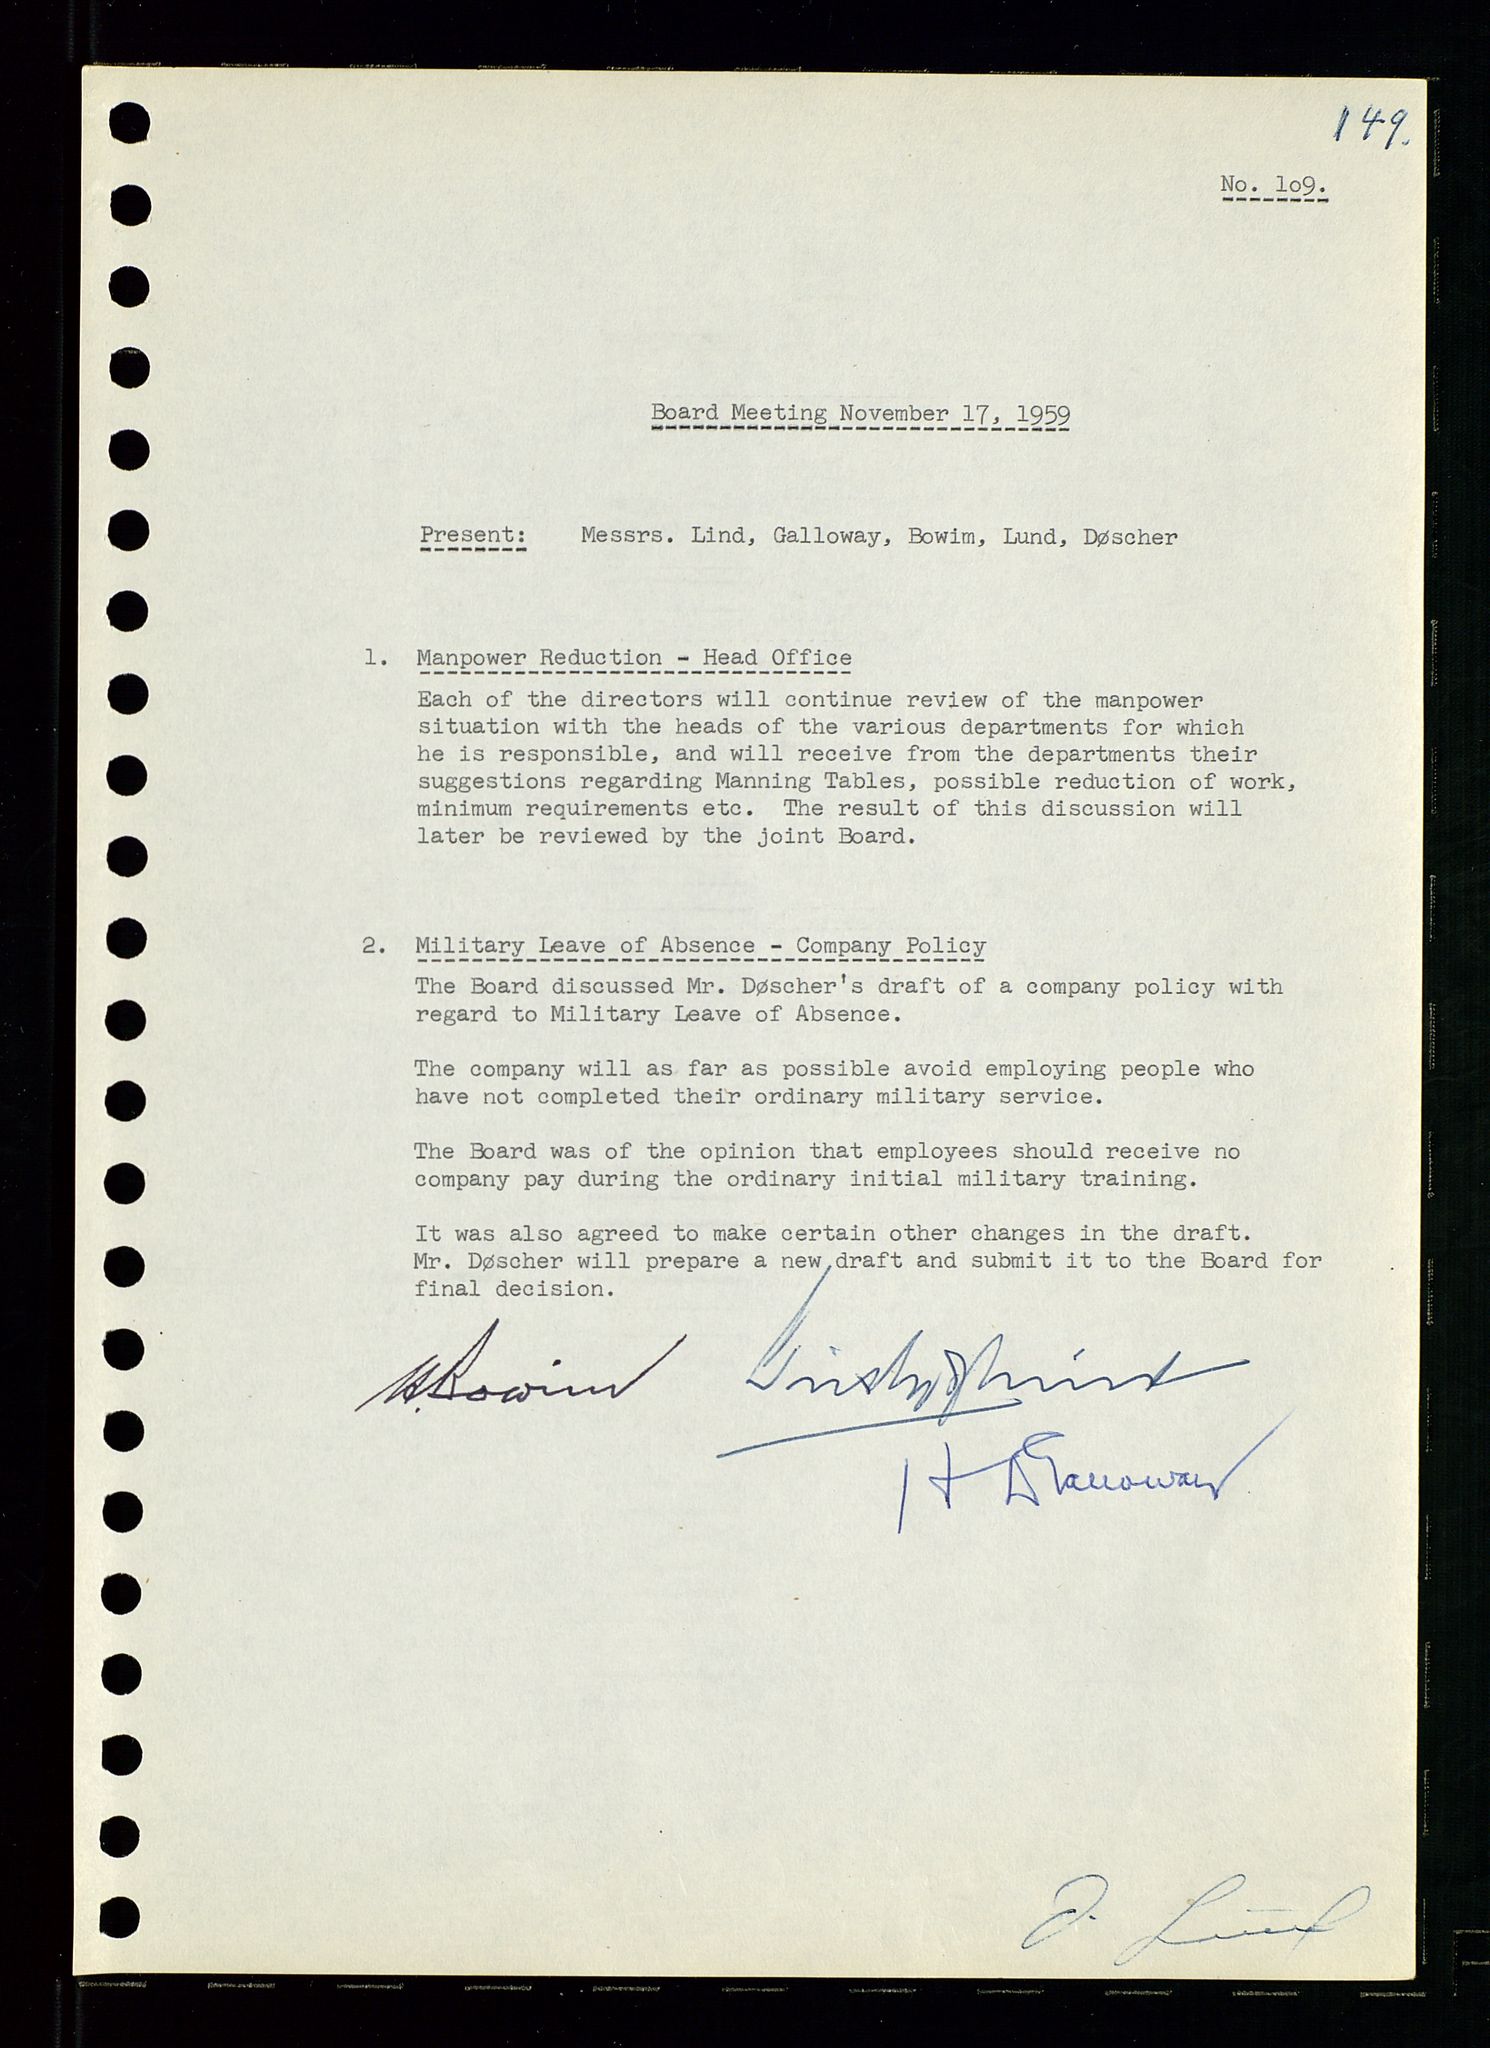 149.
No. 1o9.
Board Meeting November 17, 1959
Present: Messrs. Lind, Galloway, Bowim, Lund, Døscher
1. Manpower Reduction - Head Office
Each of the directors will continue review of the manpower
situation with the heads of the various departments for which
he is responsible, and will receive from the departments their
suggestions regarding Manning Tables, possible reduction of work,
minimum requirements etc. The result of this discussion will
later be reviewed by the joint Board.
2. Military Leave of Absence - Company Policy
The Board discussed Mr. Døscher's draft of a company policy with
regard to Military Leave of Absence.
The company will as far as possible avoid employing people who
have not completed their ordinary military service.
The Board was of the opinion that employees should receive no
company pay during the ordinary initial military training.
It was also agreed to make certain other changes in the draft.
Mr. Døscher will prepare a new draft and submit it to the Board for
final decision.
H. Bowim
Galloway